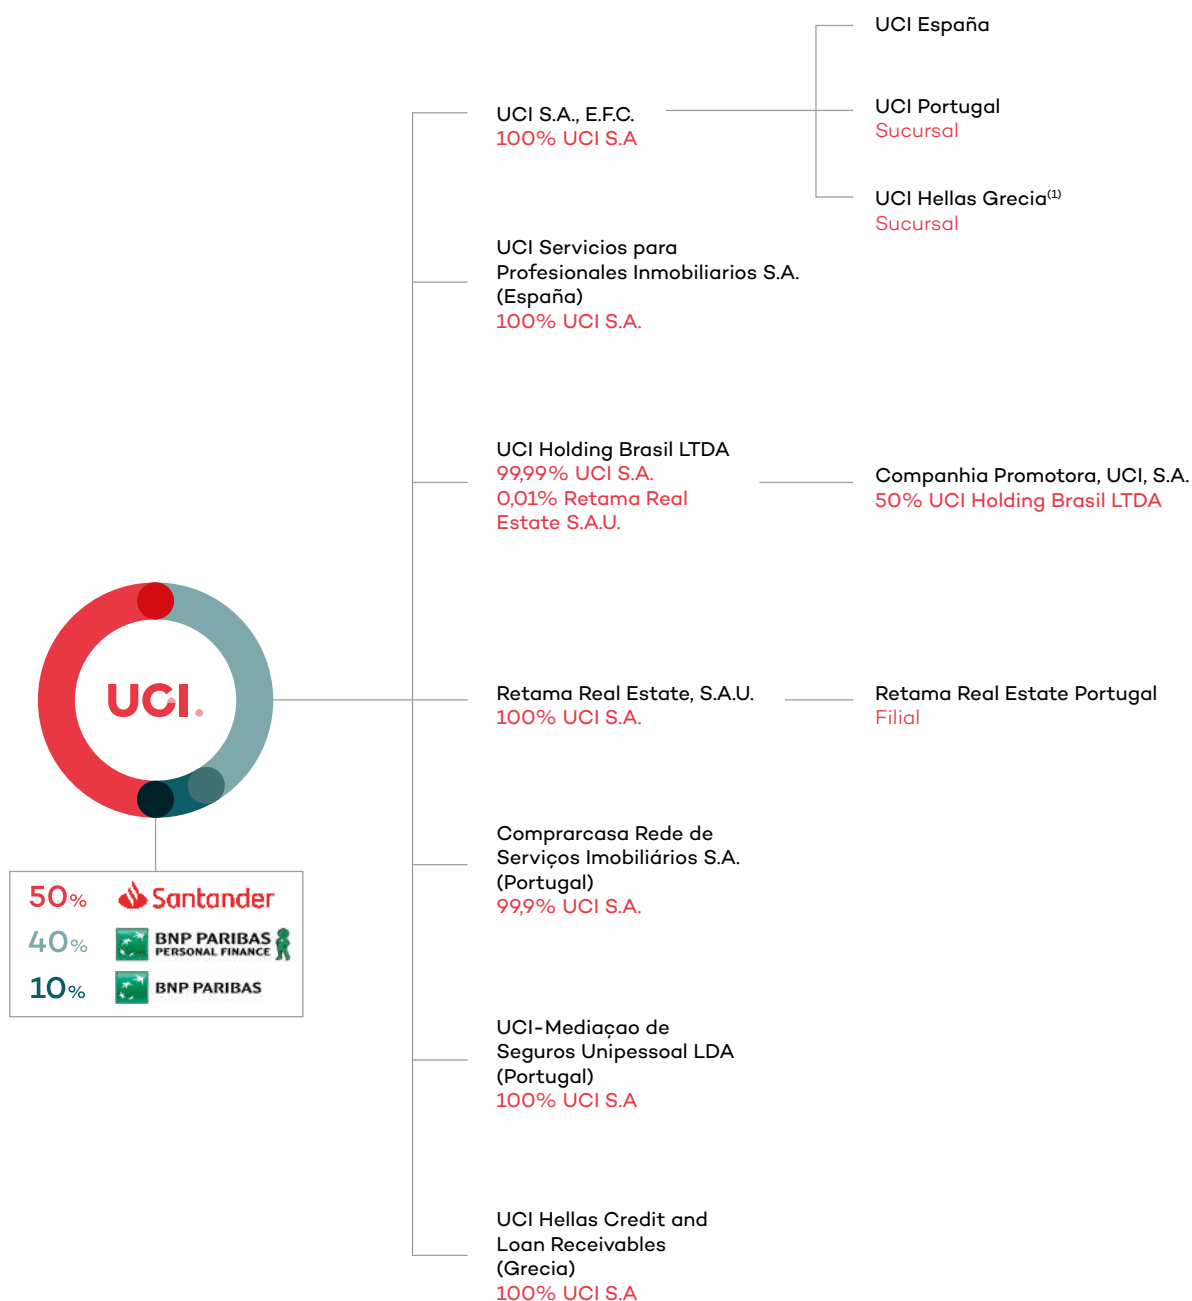 UCI España
UCI S.A., E.F.C.
100% UCI S.A
UCI Portugal
Sucursal
UCI Hellas Grecia(1)
Sucursal
UCI Servicios para
Profesionales Inmobiliarios S.A.
(España)
100% UCI S.A.
UCI Holding Brasil LTDA
99,99% UCI S.A.
0,01% Retama Real
Estate S.A.U.
Companhia Promotora, UCI, S.A.
50% UCI Holding Brasil LTDA
UCI.
Retama Real Estate, S.A.U.
100% UCI S.A.
Retama Real Estate Portugal
Filial
50% Santander
40% BNP PARIBAS
PERSONAL FINANCE
10% BNP PARIBAS
Comprarcasa Rede de
Serviços Imobiliários S.A.
(Portugal)
99,9% UCI S.A.
UCI-Mediaçao de
Seguros Unipessoal LDA
(Portugal)
100% UCI S.A
UCI Hellas Credit and
Loan Receivables
(Grecia)
100% UCI S.A